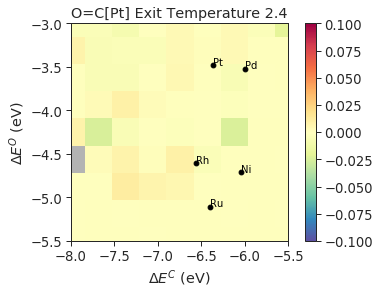 O=C[Pt] Exit Temperature 2.4
−3.0
−3.5
−4.0
−4.5
−5.0
−5.5
ΔE^O (eV)
Pt
Pd
Rh
Ni
Ru
−8.0 −7.5 −7.0 −6.5 −6.0 −5.5
ΔE^C (eV)
0.100
0.075
0.050
0.025
0.000
−0.025
−0.050
−0.075
−0.100